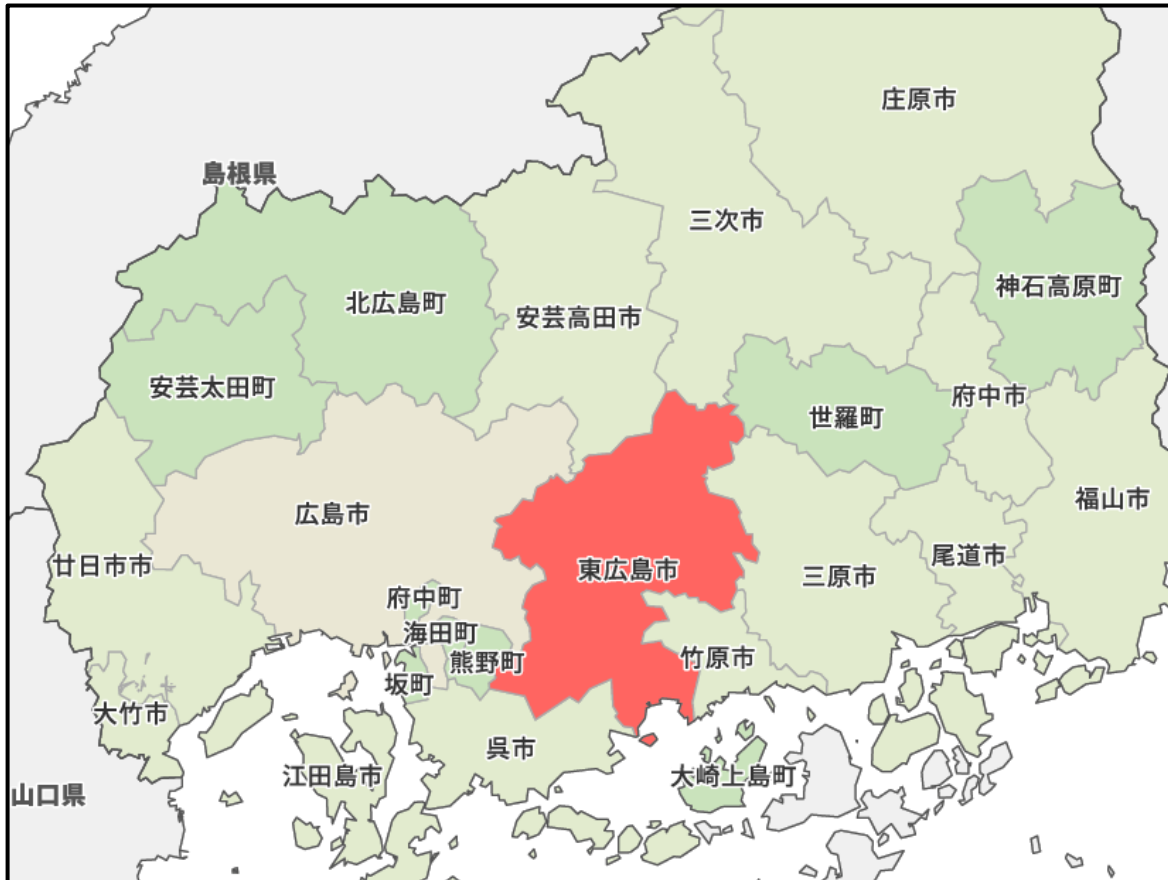 庄原市
島根県
三次市
神石高原町
北広島町
安芸高田市
安芸太田町
府中市
世羅町
福山市
広島市
尾道市
廿日市市
東広島市
三原市
府中町
海田町
熊野町
竹原市
坂町
大竹市
呉市
江田島市
大崎上島町
山口県